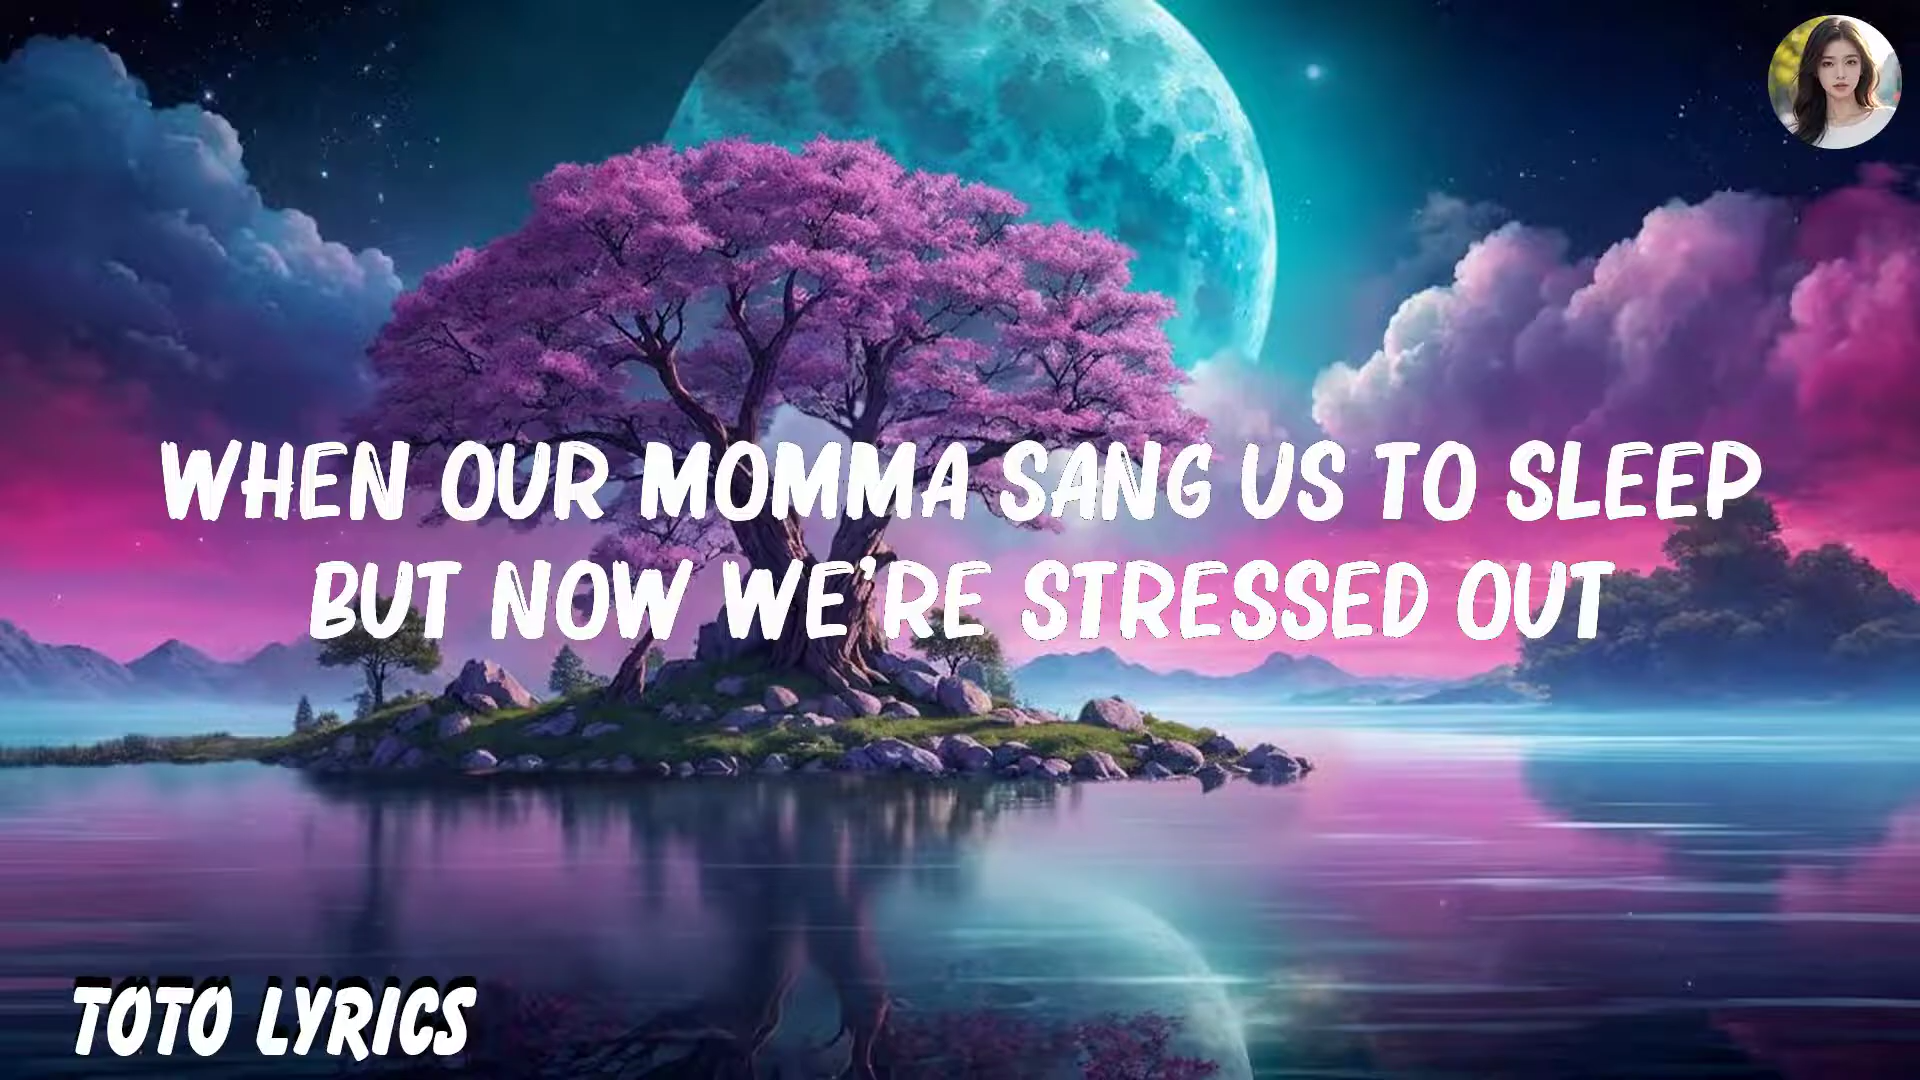 WHEN OUR MOMMA SANG US TO SLEEP
BUT NOW WE'RE STRESSED OUT
TOTO LYRICS